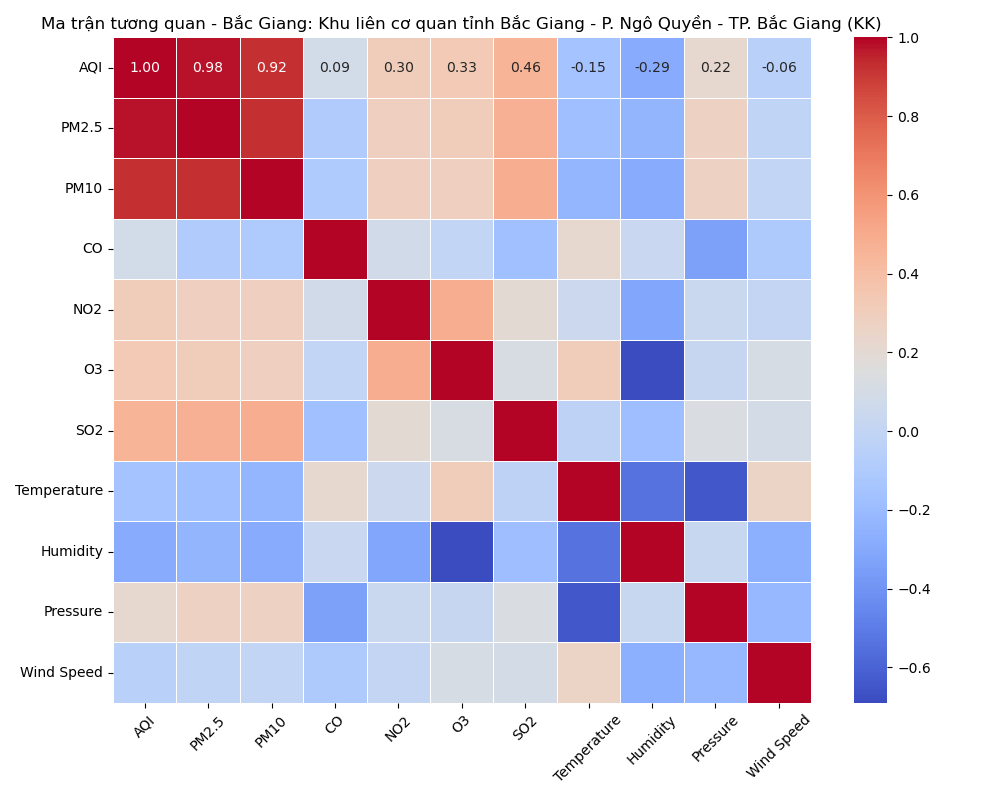 Ma trận tương quan - Bắc Giang: Khu liên cơ quan tỉnh Bắc Giang - P. Ngô Quyền - TP. Bắc Giang (KK)
AQI 1.00 0.98 0.92 0.09 0.30 0.33 0.46 -0.15 -0.29 0.22 -0.06
PM2.5
PM10
CO
NO2
O3
SO2
Temperature
Humidity
Pressure
Wind Speed
AQI PM2.5 PM10 CO NO2 O3 SO2 Temperature Humidity Pressure Wind Speed
1.0
0.8
0.6
0.4
0.2
0.0
−0.2
−0.4
−0.6